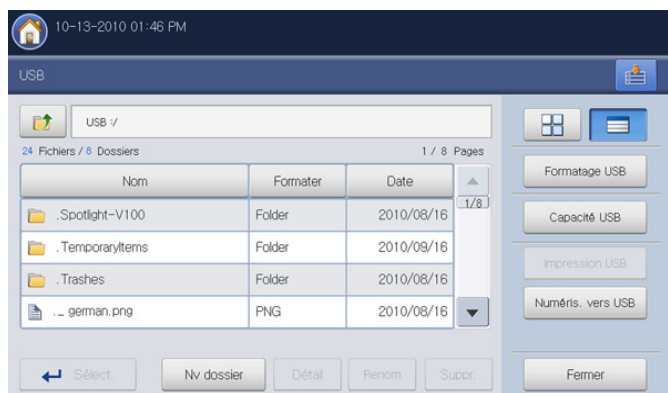 10-13-2010 01:46 PM
USB
USB :/
24 Fichiers / 8 Dossiers
1 / 8 Pages
Nom Formater Date
1/8
.Spotlight-V100 Folder 2010/08/16
.TemporaryItems Folder 2010/09/16
.Trashes Folder 2010/08/16
._ german.png PNG 2010/08/16
Sélect.
Nv dossier
Détail
Renom
Suppr.
Formatage USB
Capacité USB
Impression USB
Numéris. vers USB
Fermer